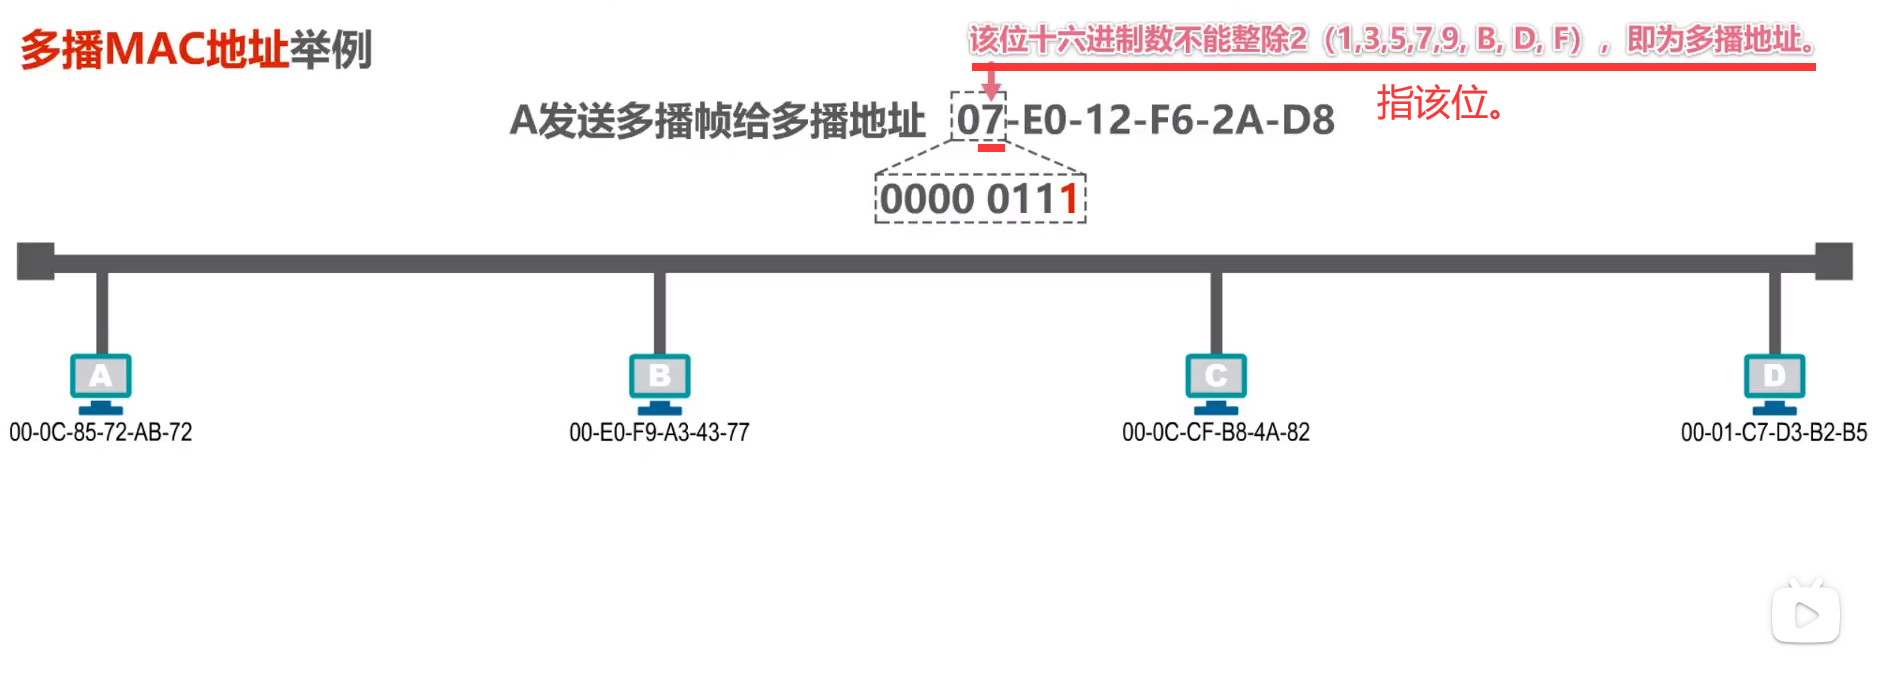 多播MAC地址举例
该位十六进制数不能整除2（1,3,5,7,9, B, D, F），即为多播地址。
指该位。
A发送多播帧给多播地址 07-E0-12-F6-2A-D8
0000 0111
A
B
C
D
00-0C-85-72-AB-72
00-E0-F9-A3-43-77
00-0C-CF-B8-4A-82
00-01-C7-D3-B2-B5